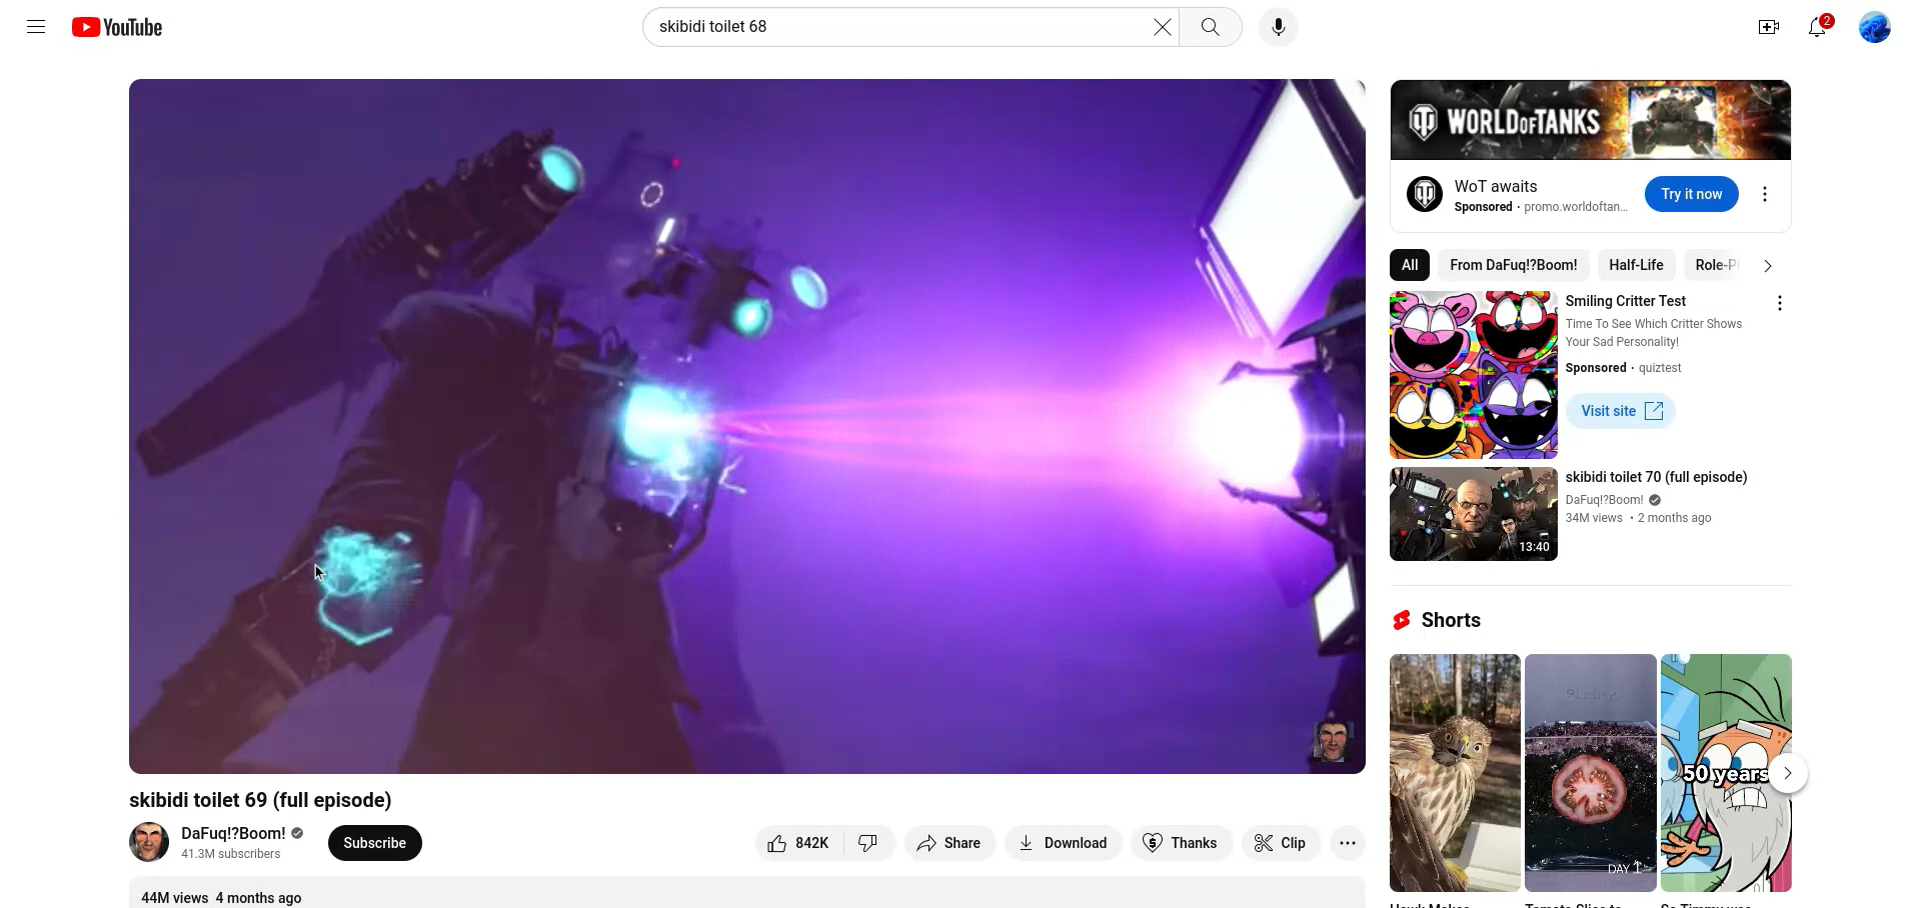 YouTube
skibidi toilet 68
2
WORLD OF TANKS
WoT awaits
Sponsored · promo.worldoftan...
Try it now
All
From DaFuq!?Boom!
Half-Life
Role-Pl
Smiling Critter Test
Time To See Which Critter Shows
Your Sad Personality!
Sponsored · quiztest
Visit site
skibidi toilet 70 (full episode)
DaFuq!?Boom!
34M views • 2 months ago
13:40
Shorts
50 years
DAY 1
skibidi toilet 69 (full episode)
DaFuq!?Boom!
41.3M subscribers
Subscribe
842K
Share
Download
Thanks
Clip
44M views 4 months ago